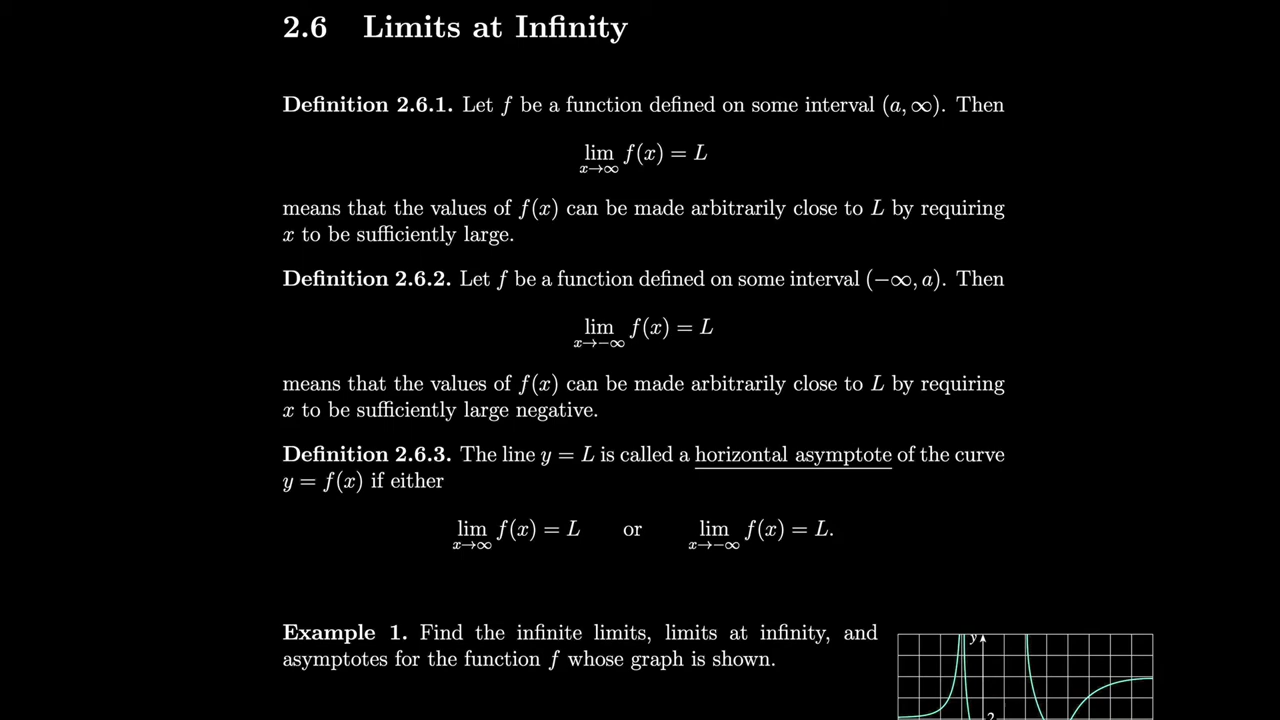 2.6 Limits at Infinity
Definition 2.6.1. Let f be a function defined on some interval (a, ∞). Then
lim f(x) = L
x→∞
means that the values of f(x) can be made arbitrarily close to L by requiring
x to be sufficiently large.
Definition 2.6.2. Let f be a function defined on some interval (−∞, a). Then
lim f(x) = L
x→−∞
means that the values of f(x) can be made arbitrarily close to L by requiring
x to be sufficiently large negative.
Definition 2.6.3. The line y = L is called a horizontal asymptote of the curve
y = f(x) if either
lim f(x) = L or lim f(x) = L.
x→∞ x→−∞
Example 1. Find the infinite limits, limits at infinity, and
asymptotes for the function f whose graph is shown.
y
2